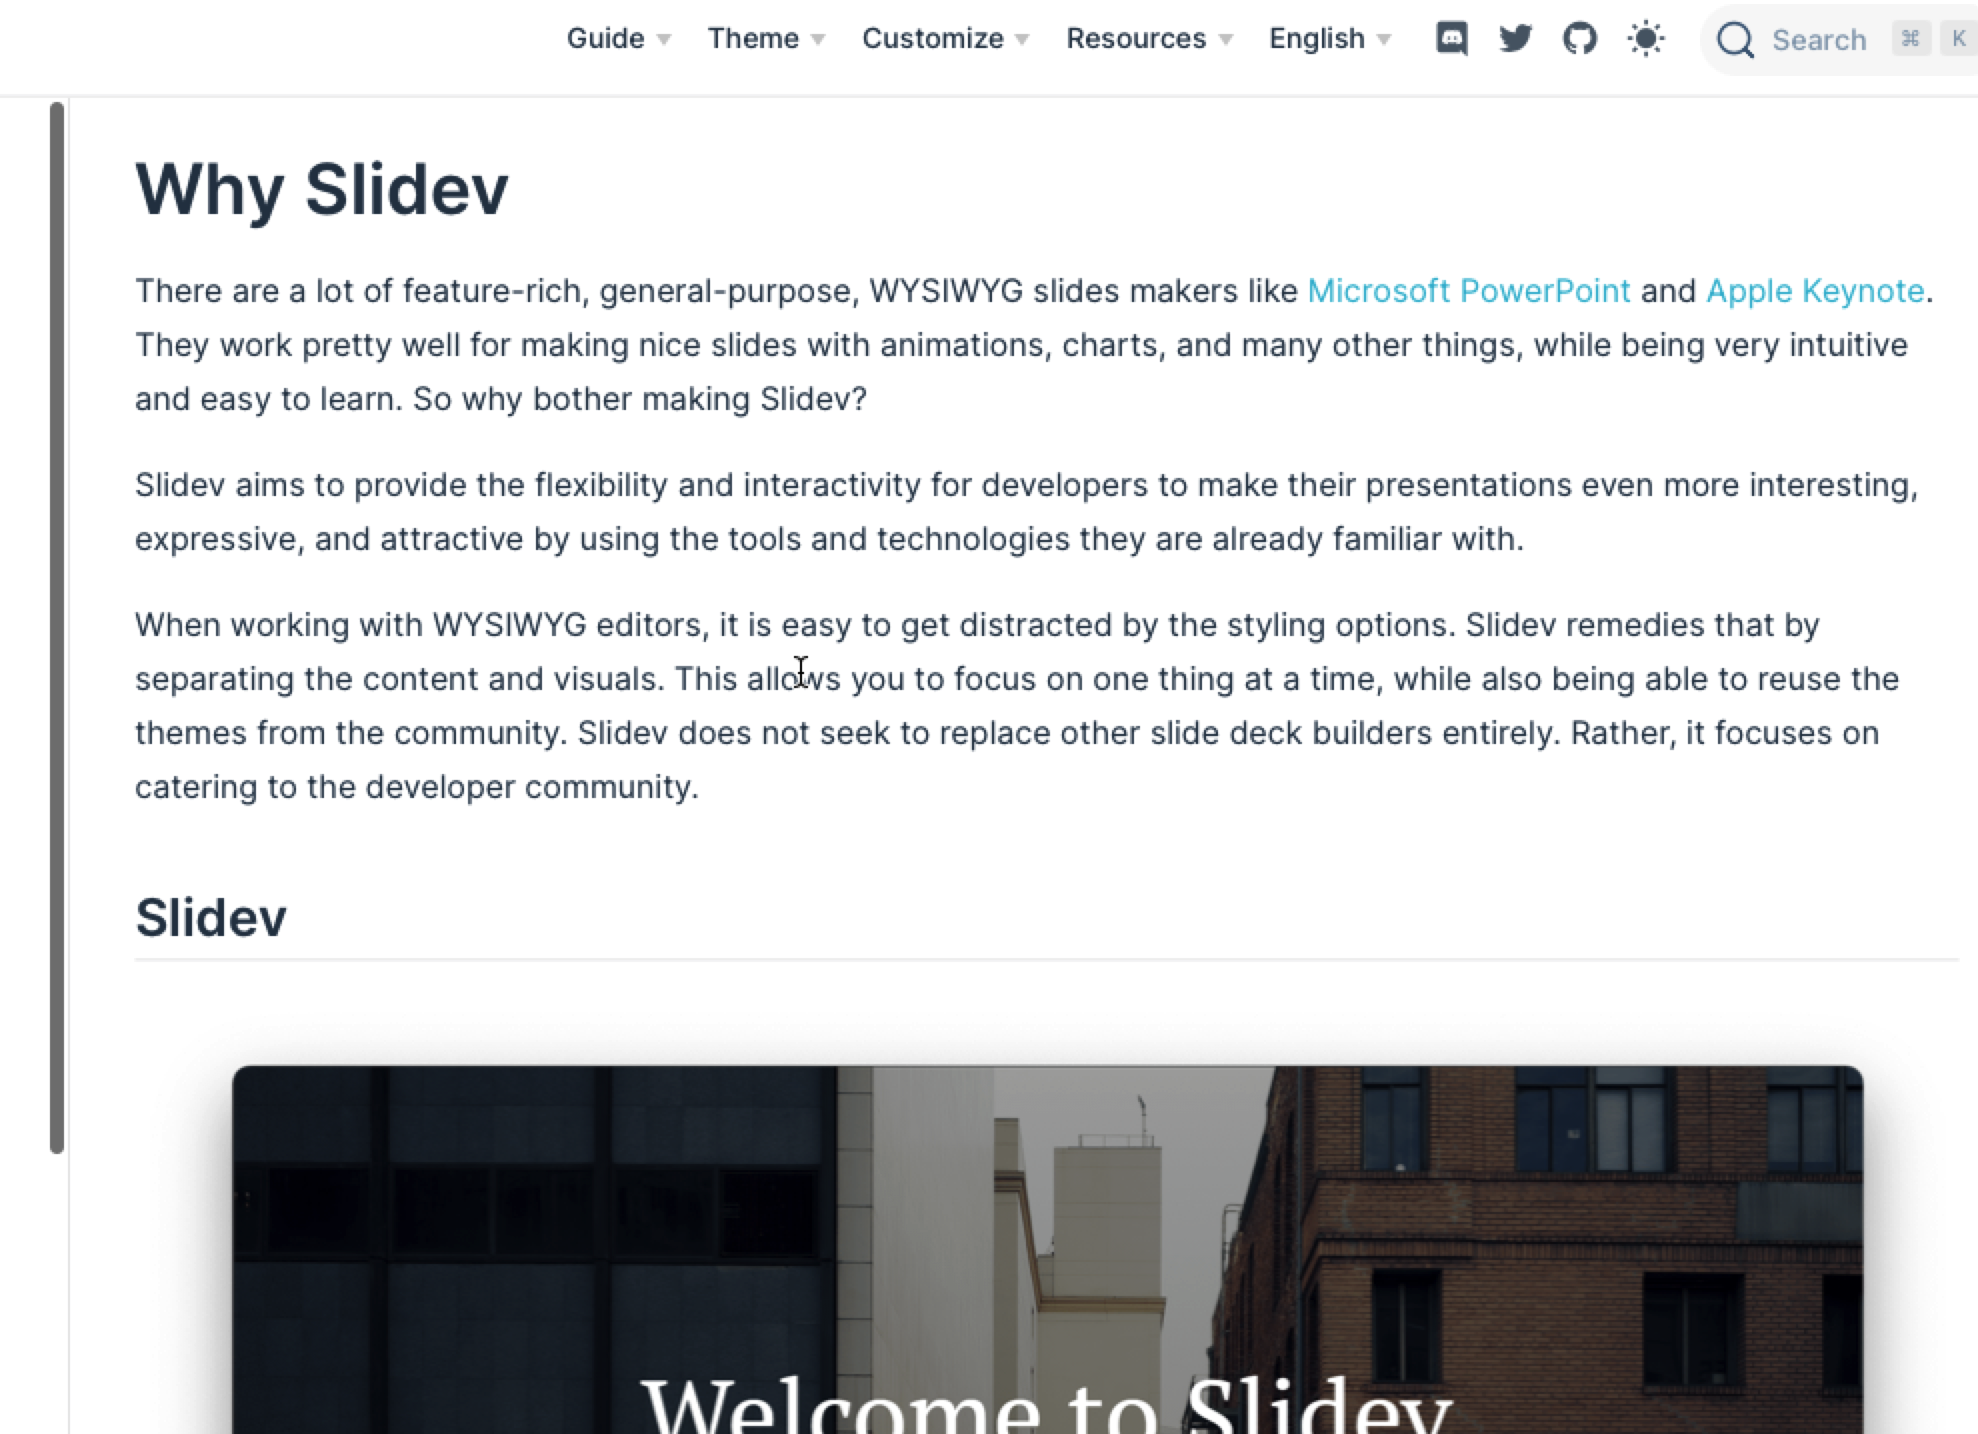 Guide Theme Customize Resources English Search ⌘ K
Why Slidev
There are a lot of feature-rich, general-purpose, WYSIWYG slides makers like Microsoft PowerPoint and Apple Keynote.
They work pretty well for making nice slides with animations, charts, and many other things, while being very intuitive
and easy to learn. So why bother making Slidev?
Slidev aims to provide the flexibility and interactivity for developers to make their presentations even more interesting,
expressive, and attractive by using the tools and technologies they are already familiar with.
When working with WYSIWYG editors, it is easy to get distracted by the styling options. Slidev remedies that by
separating the content and visuals. This allows you to focus on one thing at a time, while also being able to reuse the
themes from the community. Slidev does not seek to replace other slide deck builders entirely. Rather, it focuses on
catering to the developer community.
Slidev
Welcome to Slidev